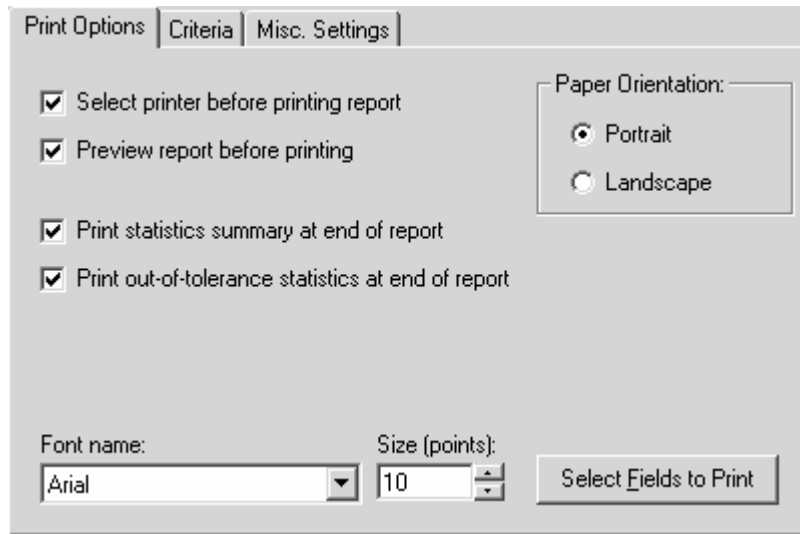 Print Options Criteria Misc. Settings
Select printer before printing report
Preview report before printing
Print statistics summary at end of report
Print out-of-tolerance statistics at end of report
Paper Orientation:
Portrait
Landscape
Font name:
Arial
Size (points):
10
Select Fields to Print